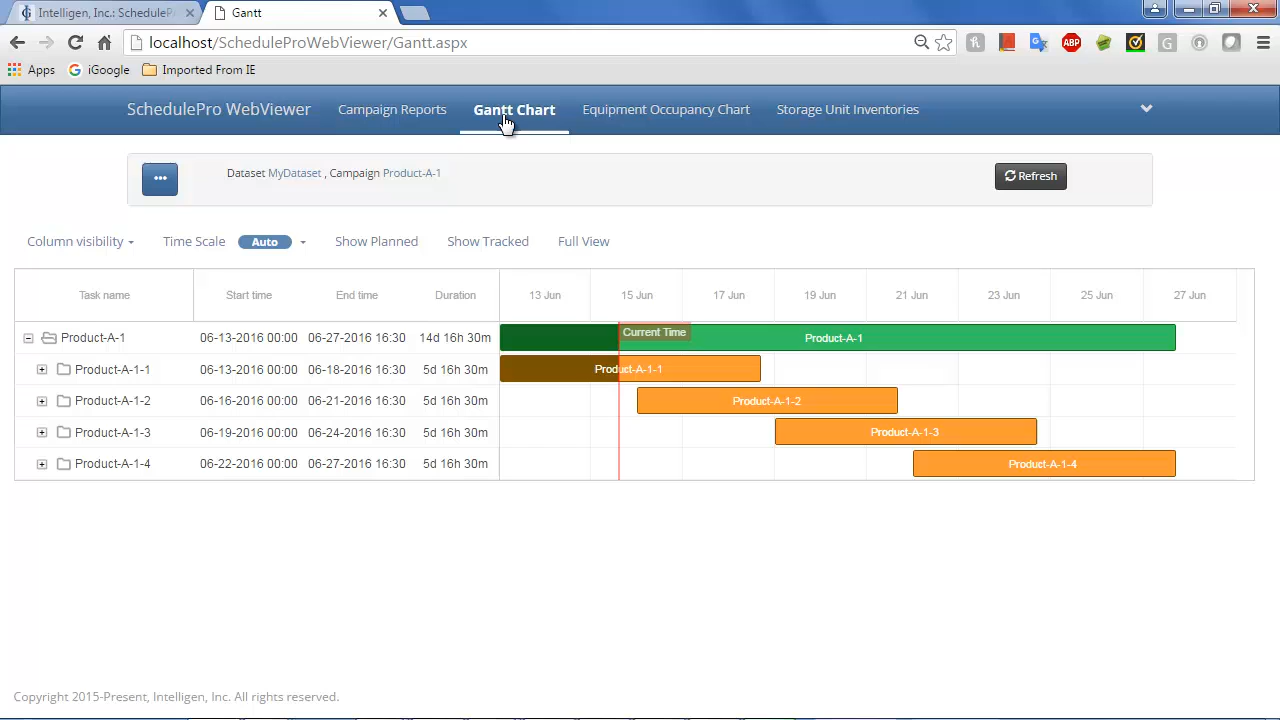 Intelligen, Inc.: SchedulePr
Gantt
localhost/ScheduleProWebViewer/Gantt.aspx
ABP
G
Apps
G iGoogle
Imported From IE
SchedulePro WebViewer
Campaign Reports
Gantt Chart
Equipment Occupancy Chart
Storage Unit Inventories
Dataset MyDataset , Campaign Product-A-1
Refresh
Column visibility
Time Scale Auto
Show Planned
Show Tracked
Full View
Task name Start time End time Duration 13 Jun 15 Jun 17 Jun 19 Jun 21 Jun 23 Jun 25 Jun 27 Jun
Current Time
Product-A-1 06-13-2016 00:00 06-27-2016 16:30 14d 16h 30m Product-A-1
Product-A-1-1 06-13-2016 00:00 06-18-2016 16:30 5d 16h 30m Product-A-1-1
Product-A-1-2 06-16-2016 00:00 06-21-2016 16:30 5d 16h 30m Product-A-1-2
Product-A-1-3 06-19-2016 00:00 06-24-2016 16:30 5d 16h 30m Product-A-1-3
Product-A-1-4 06-22-2016 00:00 06-27-2016 16:30 5d 16h 30m Product-A-1-4
Copyright 2015-Present, Intelligen, Inc. All rights reserved.